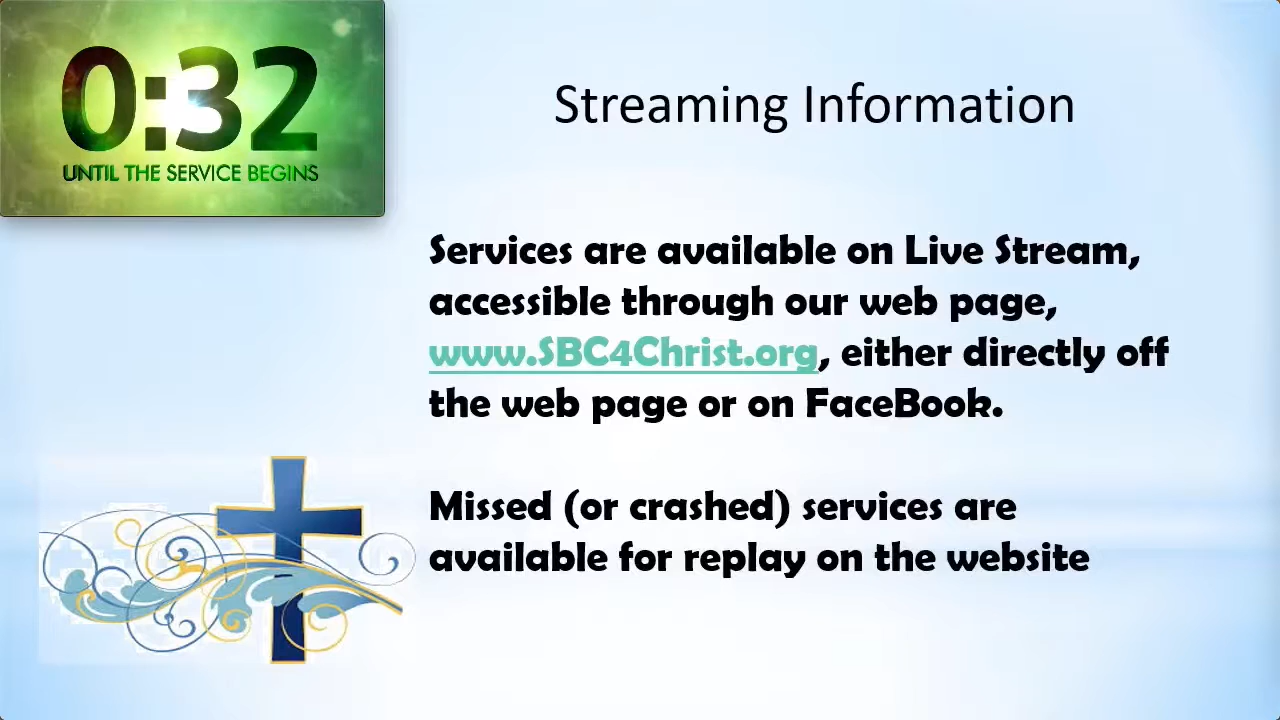 0:32
UNTIL THE SERVICE BEGINS
Streaming Information
Services are available on Live Stream,
accessible through our web page,
www.SBC4Christ.org, either directly off
the web page or on FaceBook.
Missed (or crashed) services are
available for replay on the website